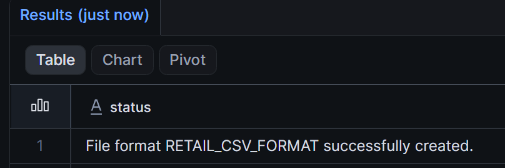 Results (just now)
Table Chart Pivot
A status
1 File format RETAIL_CSV_FORMAT successfully created.